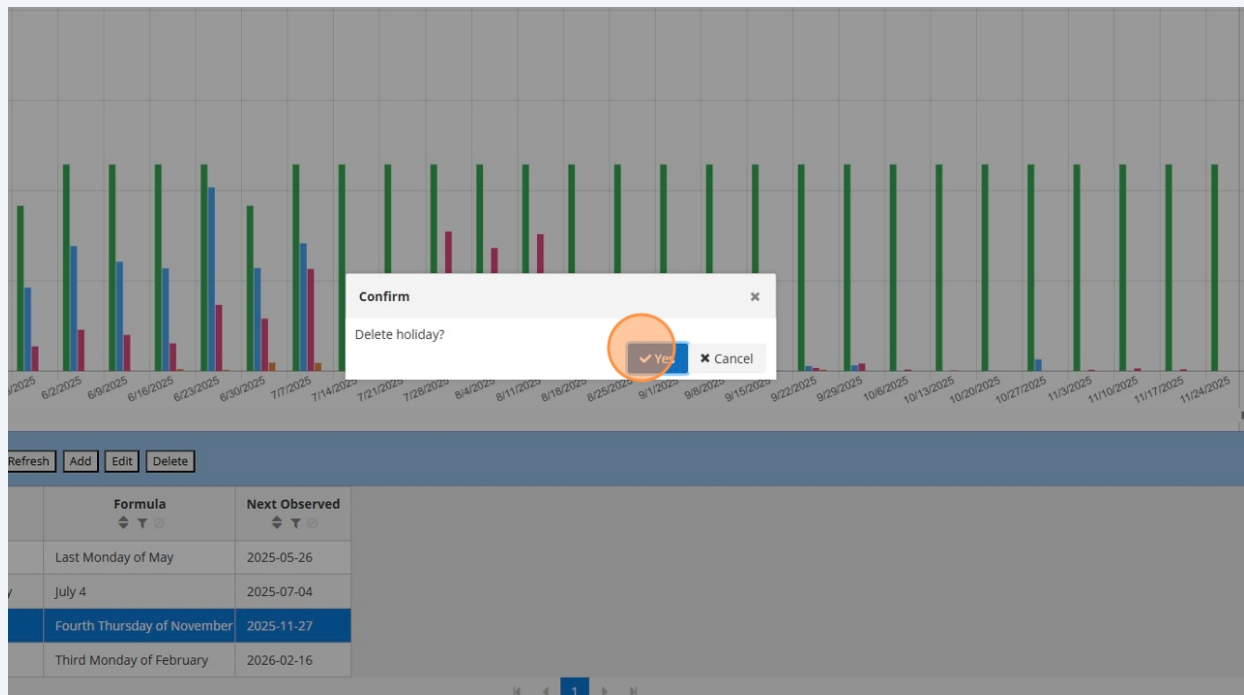 Confirm
Delete holiday?
Yes Cancel
6/2/2025 6/9/2025 6/16/2025 6/23/2025 6/30/2025 7/7/2025 7/14/2025 7/21/2025 7/28/2025 8/4/2025 8/11/2025 8/18/2025 8/25/2025 9/1/2025 9/8/2025 9/15/2025 9/22/2025 9/29/2025 10/6/2025 10/13/2025 10/20/2025 10/27/2025 11/3/2025 11/10/2025 11/17/2025 11/24/2025
Refresh Add Edit Delete
Formula Next Observed
Last Monday of May 2025-05-26
y July 4 2025-07-04
Fourth Thursday of November 2025-11-27
Third Monday of February 2026-02-16
1